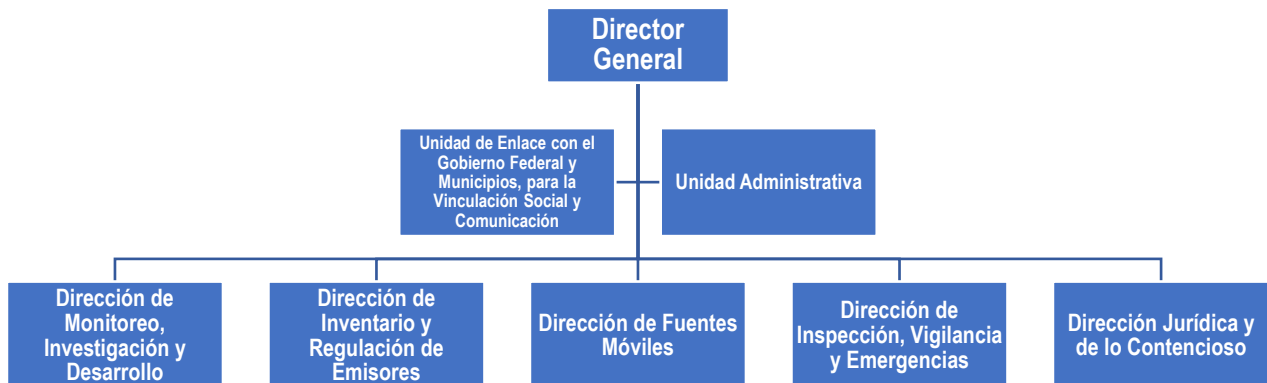 Director
General
Unidad de Enlace con el
Gobierno Federal y
Municipios, para la
Vinculación Social y
Comunicación
Unidad Administrativa
Dirección de
Monitoreo,
Investigación y
Desarrollo
Dirección de
Inventario y
Regulación de
Emisores
Dirección de Fuentes
Móviles
Dirección de
Inspección, Vigilancia
y Emergencias
Dirección Jurídica y
de lo Contencioso